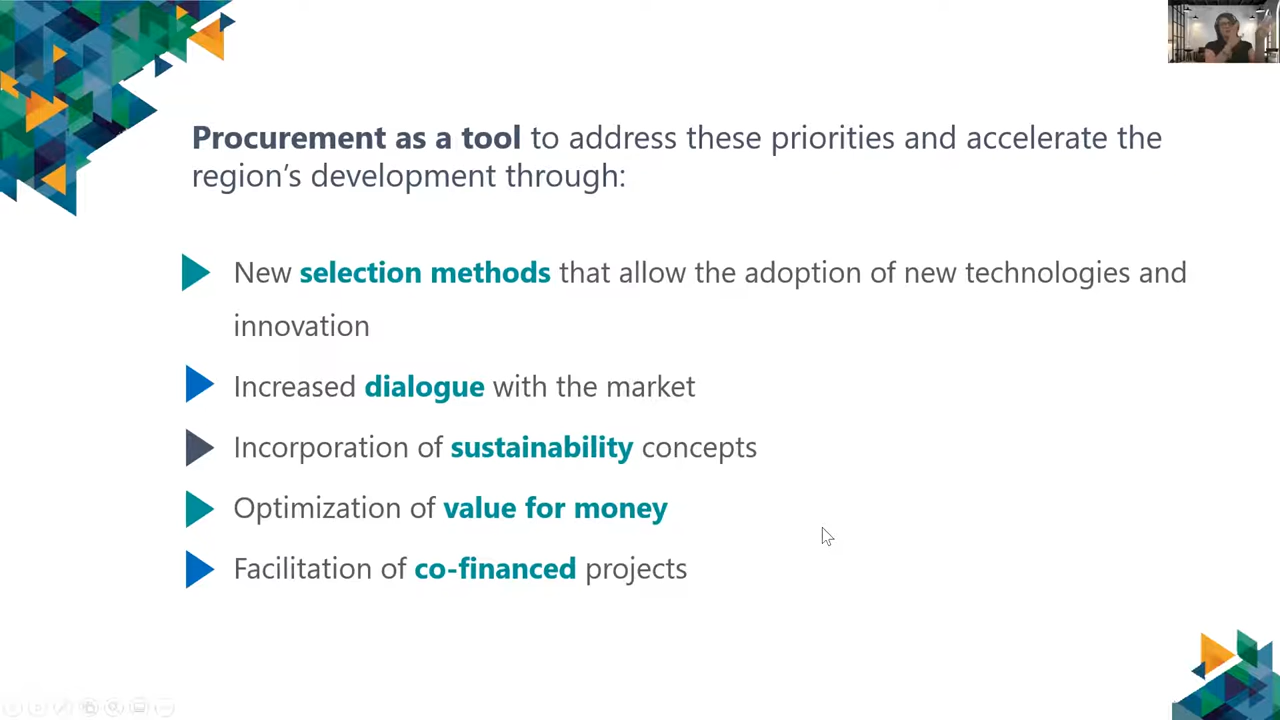 Procurement as a tool to address these priorities and accelerate the
region’s development through:
New selection methods that allow the adoption of new technologies and
innovation
Increased dialogue with the market
Incorporation of sustainability concepts
Optimization of value for money
Facilitation of co-financed projects